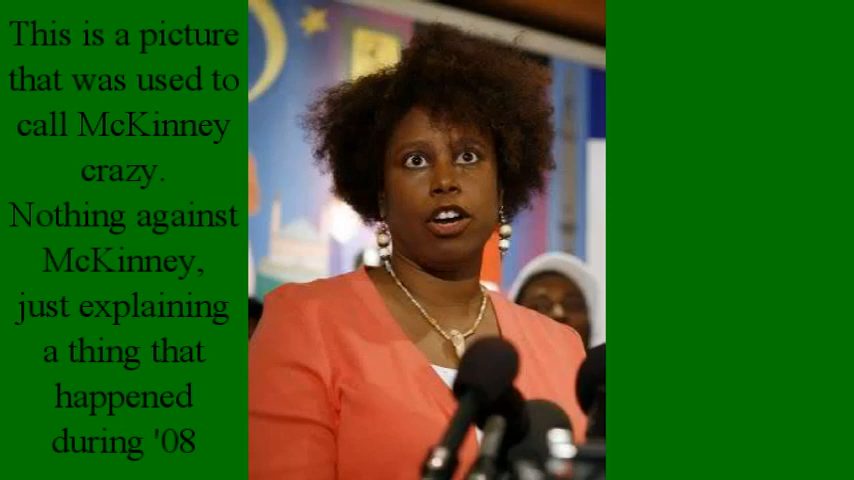 This is a picture
that was used to
call McKinney
crazy.
Nothing against
McKinney,
just explaining
a thing that
happened
during '08